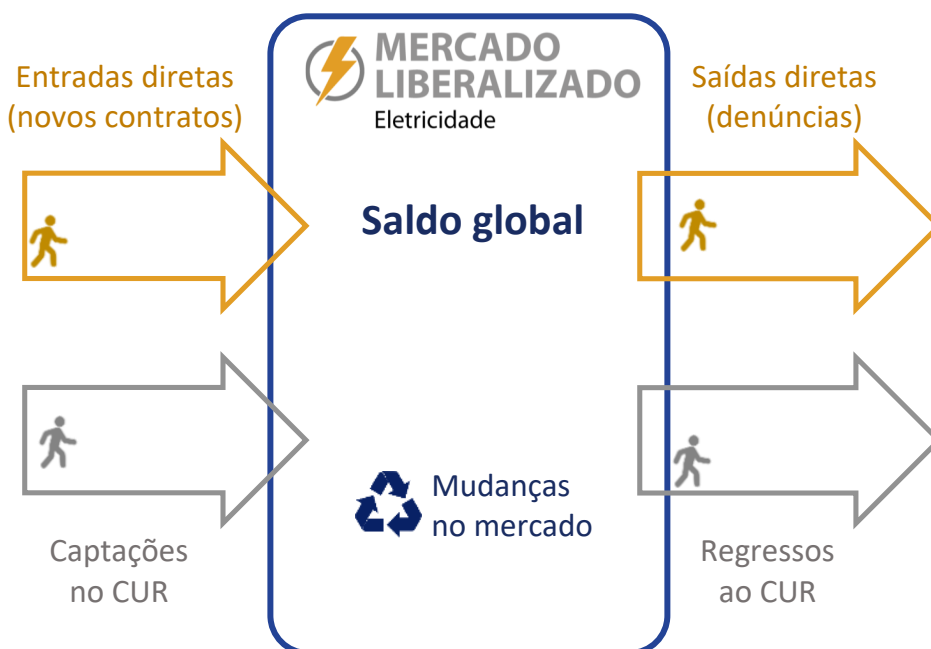 MERCADO
LIBERALIZADO
Eletricidade
Entradas diretas
(novos contratos)
Saídas diretas
(denúncias)
Saldo global
Mudanças
no mercado
Captações
no CUR
Regressos
ao CUR